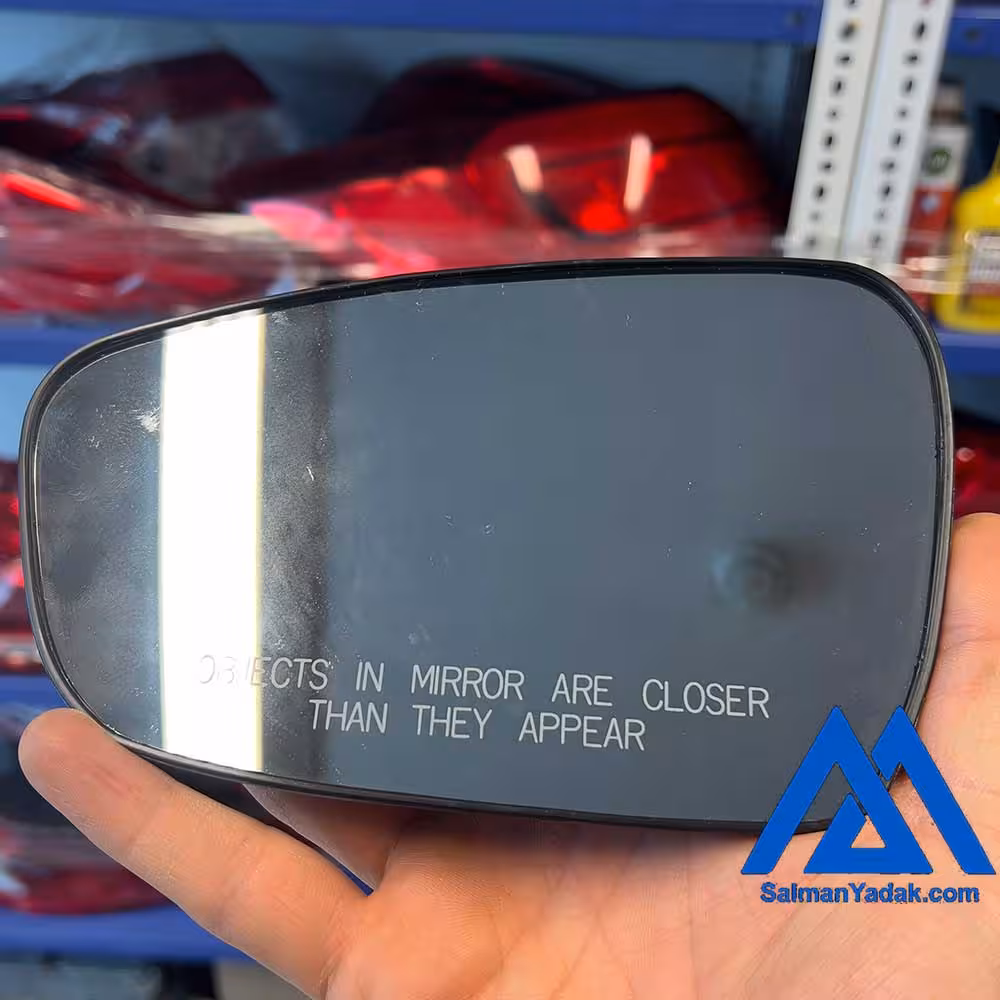 OBJECTS IN MIRROR ARE CLOSER
THAN THEY APPEAR
SalmanYadak.com